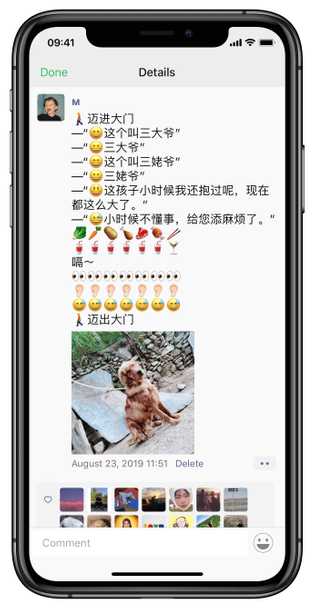 09:41
Done
Details
M
🚶迈进大门
—“😀这个叫三大爷”
—“😄三大爷”
—“😀这个叫三姥爷”
—“😄三姥爷”
—“😃这孩子小时候我还抱过呢，现在
都这么大了。”
—“😅小时候不懂事，给您添麻烦了。”
嗝～
🚶迈出大门
August 23, 2019 11:51
Delete
Comment